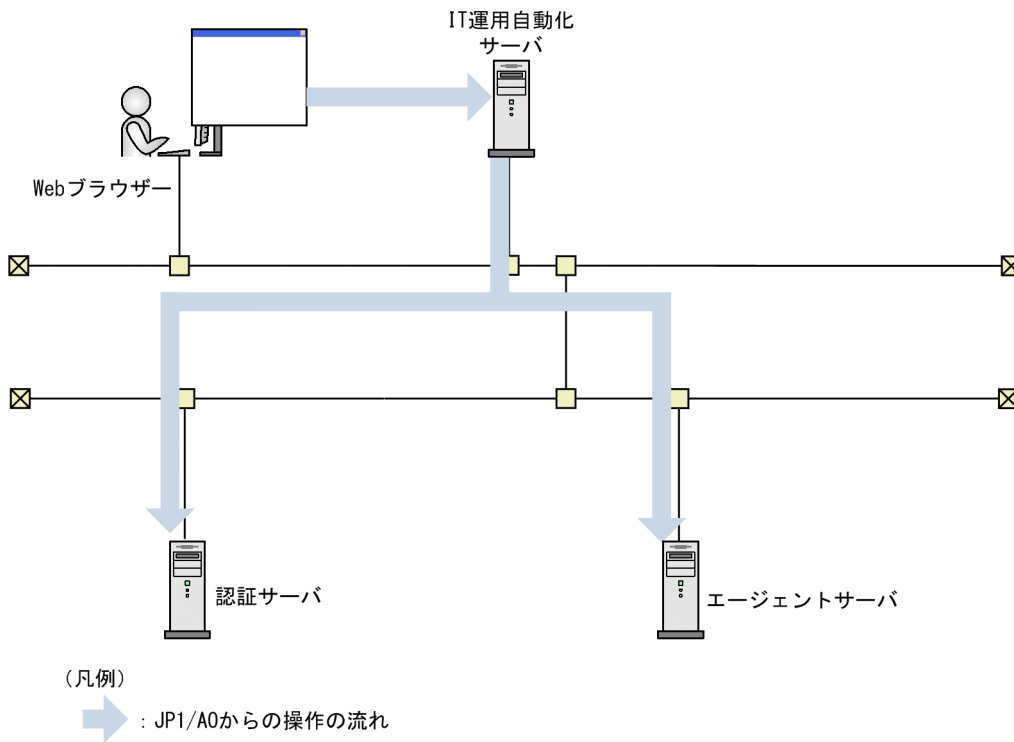 IT運用自動化
サーバ
Webブラウザー
認証サーバ
エージェントサーバ
（凡例）
：JP1/AOからの操作の流れ